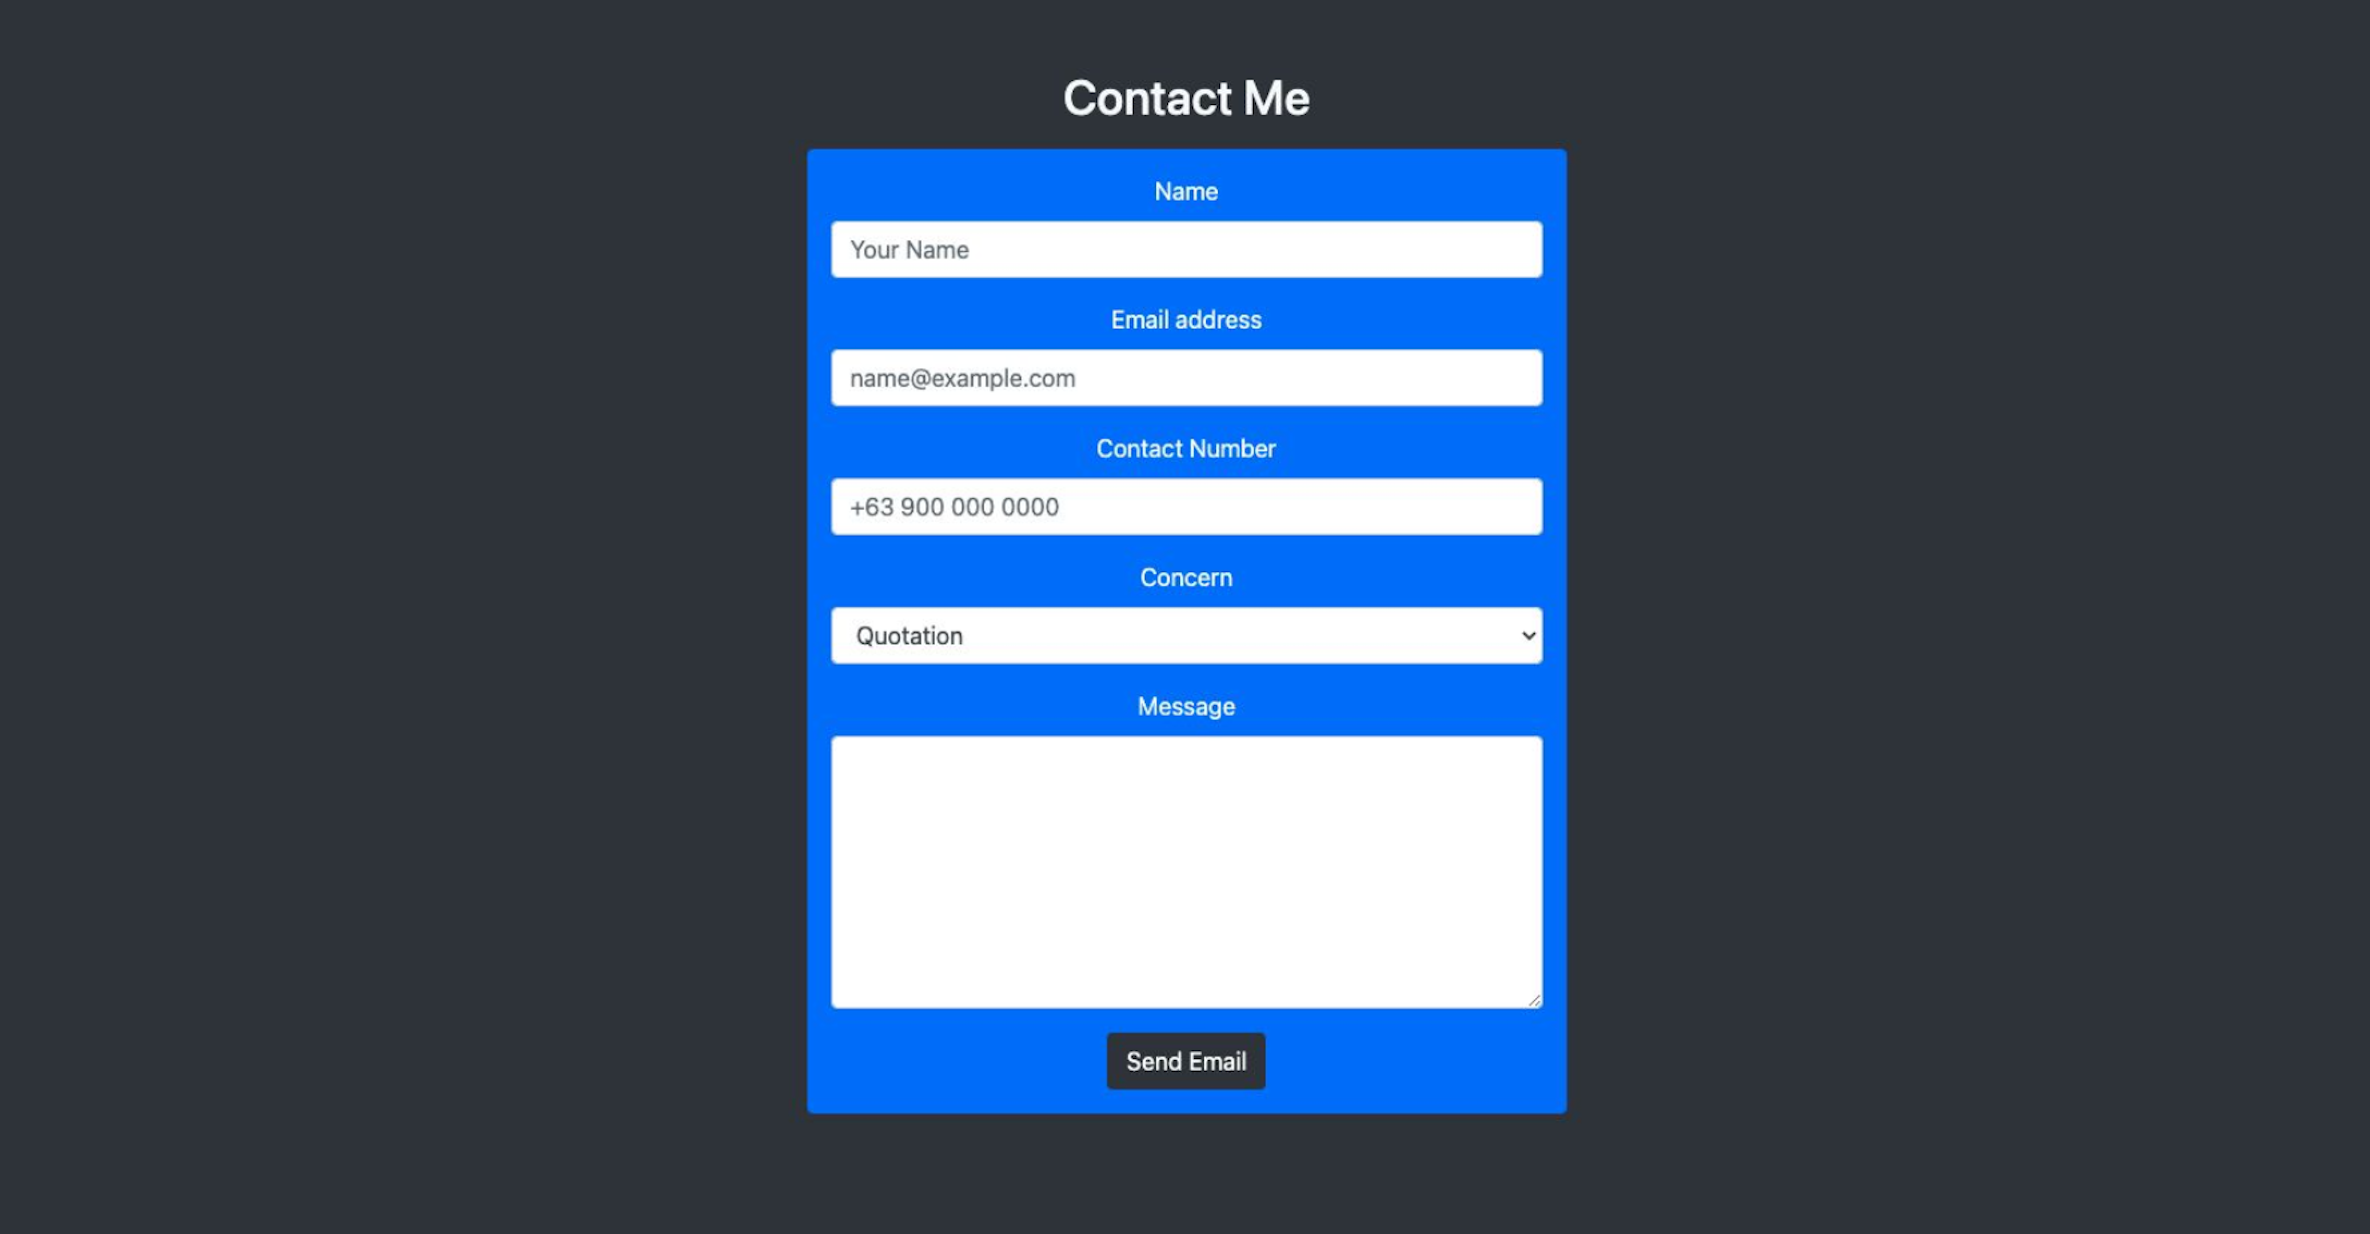 Contact Me
Name
Your Name
Email address
name@example.com
Contact Number
+63 900 000 0000
Concern
Quotation
Message
Send Email